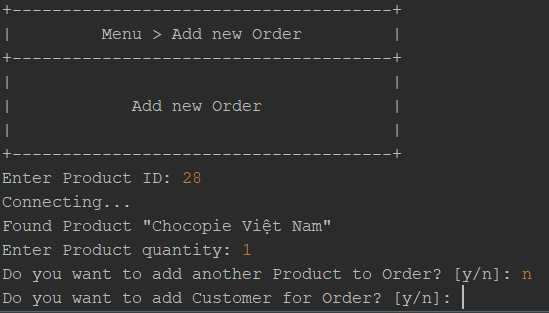 Menu > Add new Order
Add new Order
Enter Product ID: 28
Connecting...
Found Product "Chocopie Việt Nam"
Enter Product quantity: 1
Do you want to add another Product to Order? [y/n]: n
Do you want to add Customer for Order? [y/n]: